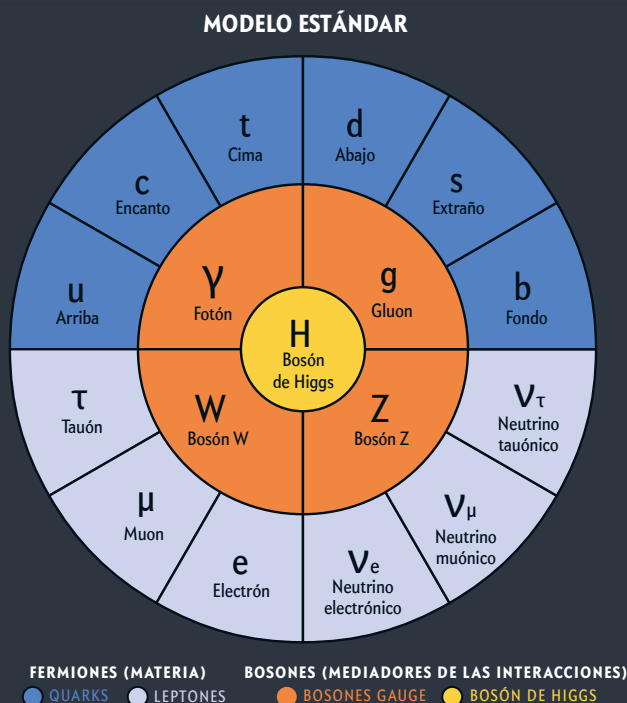 MODELO ESTÁNDAR
t
Cima
d
Abajo
c
Encanto
s
Extraño
u
Arriba
b
Fondo
γ
Fotón
g
Gluon
H
Bosón
de Higgs
W
Bosón W
Z
Bosón Z
τ
Tauón
ντ
Neutrino
tauónico
μ
Muon
νμ
Neutrino
muónico
e
Electrón
νe
Neutrino
electrónico
FERMIONES (MATERIA)
QUARKS LEPTONES
BOSONES (MEDIADORES DE LAS INTERACCIONES)
BOSONES GAUGE BOSÓN DE HIGGS